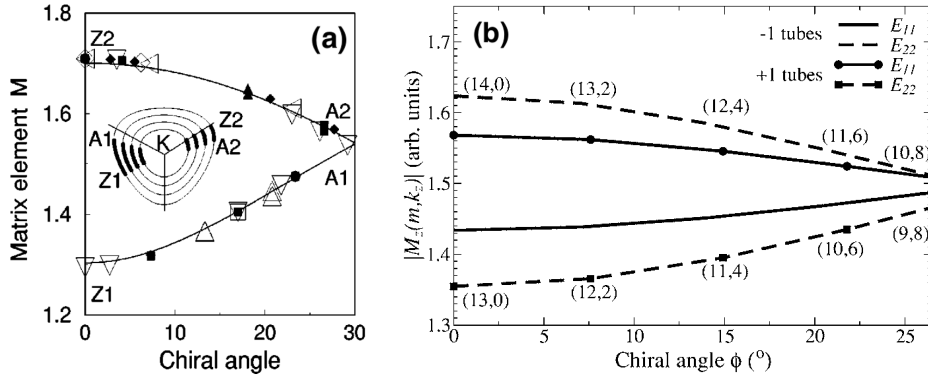 (a)
Z2
A2
Z2
A1
K
A2
Z1
A1
Z1
1.8
1.6
1.4
1.2
0
10
20
30
Matrix element M
Chiral angle
(b)
-1 tubes
E11
E22
+1 tubes
E11
E22
(14,0)
(13,2)
(12,4)
(11,6)
(10,8)
(13,0)
(12,2)
(11,4)
(10,6)
(9,8)
1.7
1.6
1.5
1.4
1.3
0
5
10
15
20
25
|Mz(m,kz)| (arb. units)
Chiral angle ϕ (°)